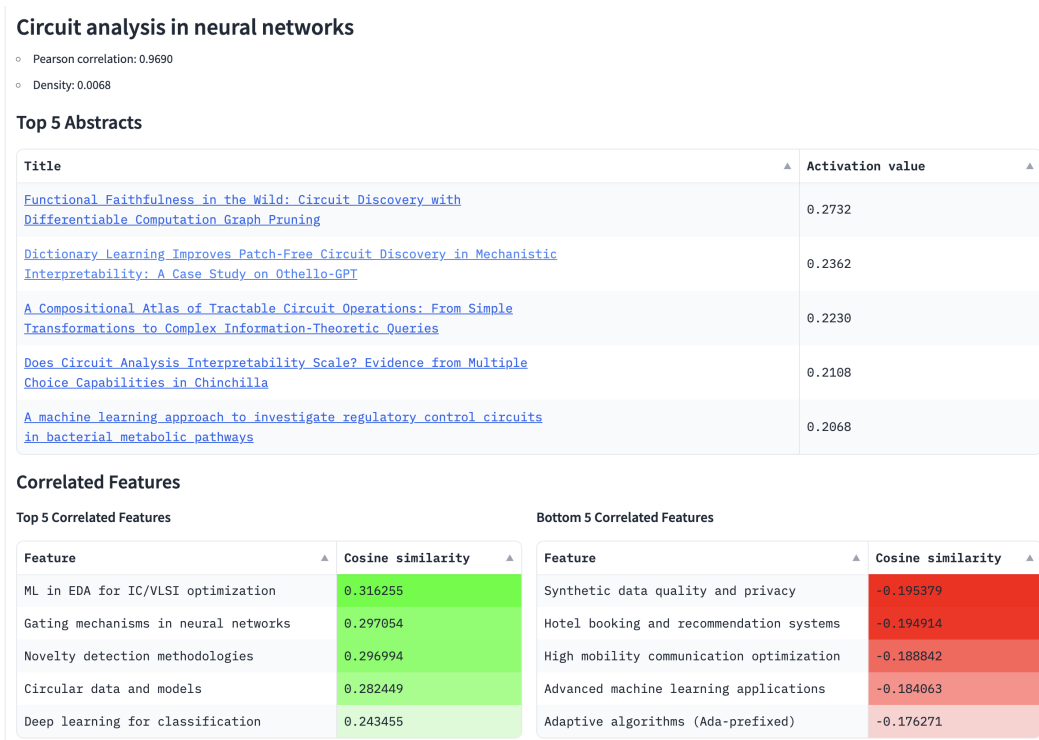 Circuit analysis in neural networks
Pearson correlation: 0.9690
Density: 0.0068
Top 5 Abstracts
Title Activation value
Functional Faithfulness in the Wild: Circuit Discovery with
Differentiable Computation Graph Pruning
0.2732
Dictionary Learning Improves Patch-Free Circuit Discovery in Mechanistic
Interpretability: A Case Study on Othello-GPT
0.2362
A Compositional Atlas of Tractable Circuit Operations: From Simple
Transformations to Complex Information-Theoretic Queries
0.2230
Does Circuit Analysis Interpretability Scale? Evidence from Multiple
Choice Capabilities in Chinchilla
0.2108
A machine learning approach to investigate regulatory control circuits
in bacterial metabolic pathways
0.2068
Correlated Features
Top 5 Correlated Features
Feature Cosine similarity
ML in EDA for IC/VLSI optimization 0.316255
Gating mechanisms in neural networks 0.297054
Novelty detection methodologies 0.296994
Circular data and models 0.282449
Deep learning for classification 0.243455
Bottom 5 Correlated Features
Feature Cosine similarity
Synthetic data quality and privacy -0.195379
Hotel booking and recommendation systems -0.194914
High mobility communication optimization -0.188842
Advanced machine learning applications -0.184063
Adaptive algorithms (Ada-prefixed) -0.176271